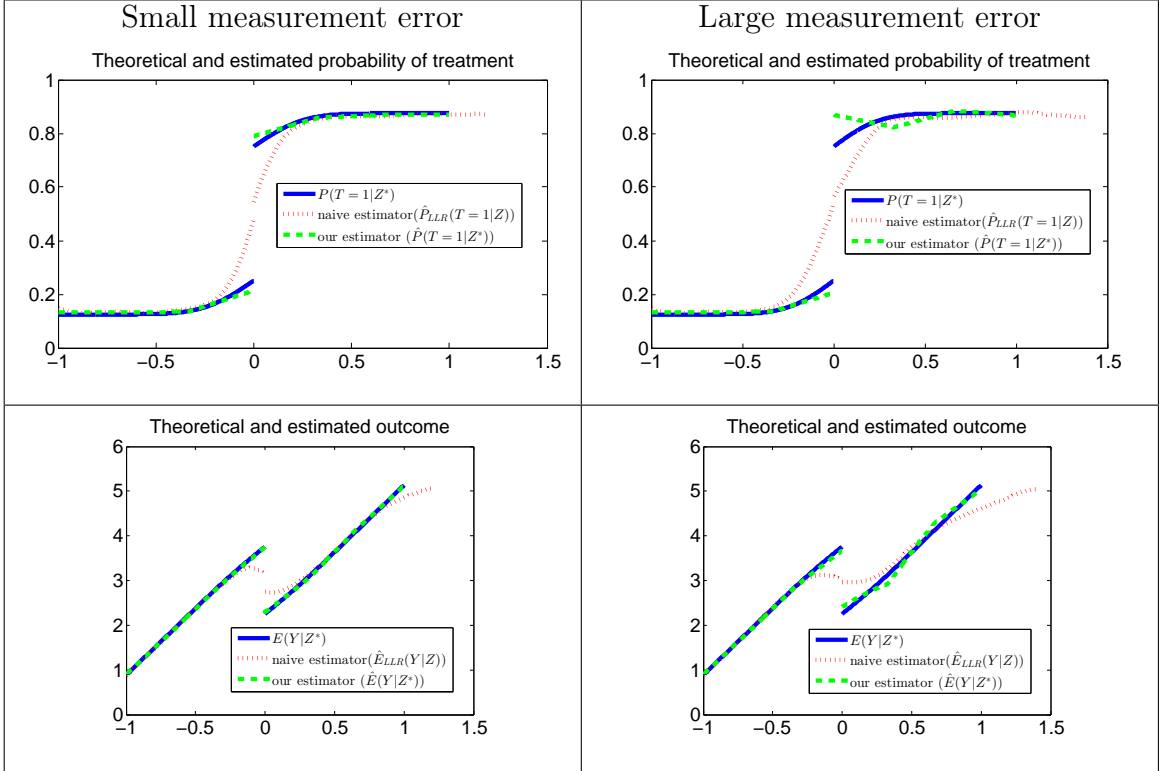 Small measurement error
Large measurement error
Theoretical and estimated probability of treatment
1
0.8
0.6
0.4
0.2
0
−1
−0.5
0
0.5
1
1.5
P(T = 1|Z*)
naive estimator(P̂_LLR(T = 1|Z))
our estimator (P̂(T = 1|Z*))
Theoretical and estimated probability of treatment
1
0.8
0.6
0.4
0.2
0
−1
−0.5
0
0.5
1
1.5
P(T = 1|Z*)
naive estimator(P̂_LLR(T = 1|Z))
our estimator (P̂(T = 1|Z*))
Theoretical and estimated outcome
6
5
4
3
2
1
0
−1
−0.5
0
0.5
1
1.5
E(Y|Z*)
naive estimator(Ê_LLR(Y|Z))
our estimator (Ê(Y|Z*))
Theoretical and estimated outcome
6
5
4
3
2
1
0
−1
−0.5
0
0.5
1
1.5
E(Y|Z*)
naive estimator(Ê_LLR(Y|Z))
our estimator (Ê(Y|Z*))